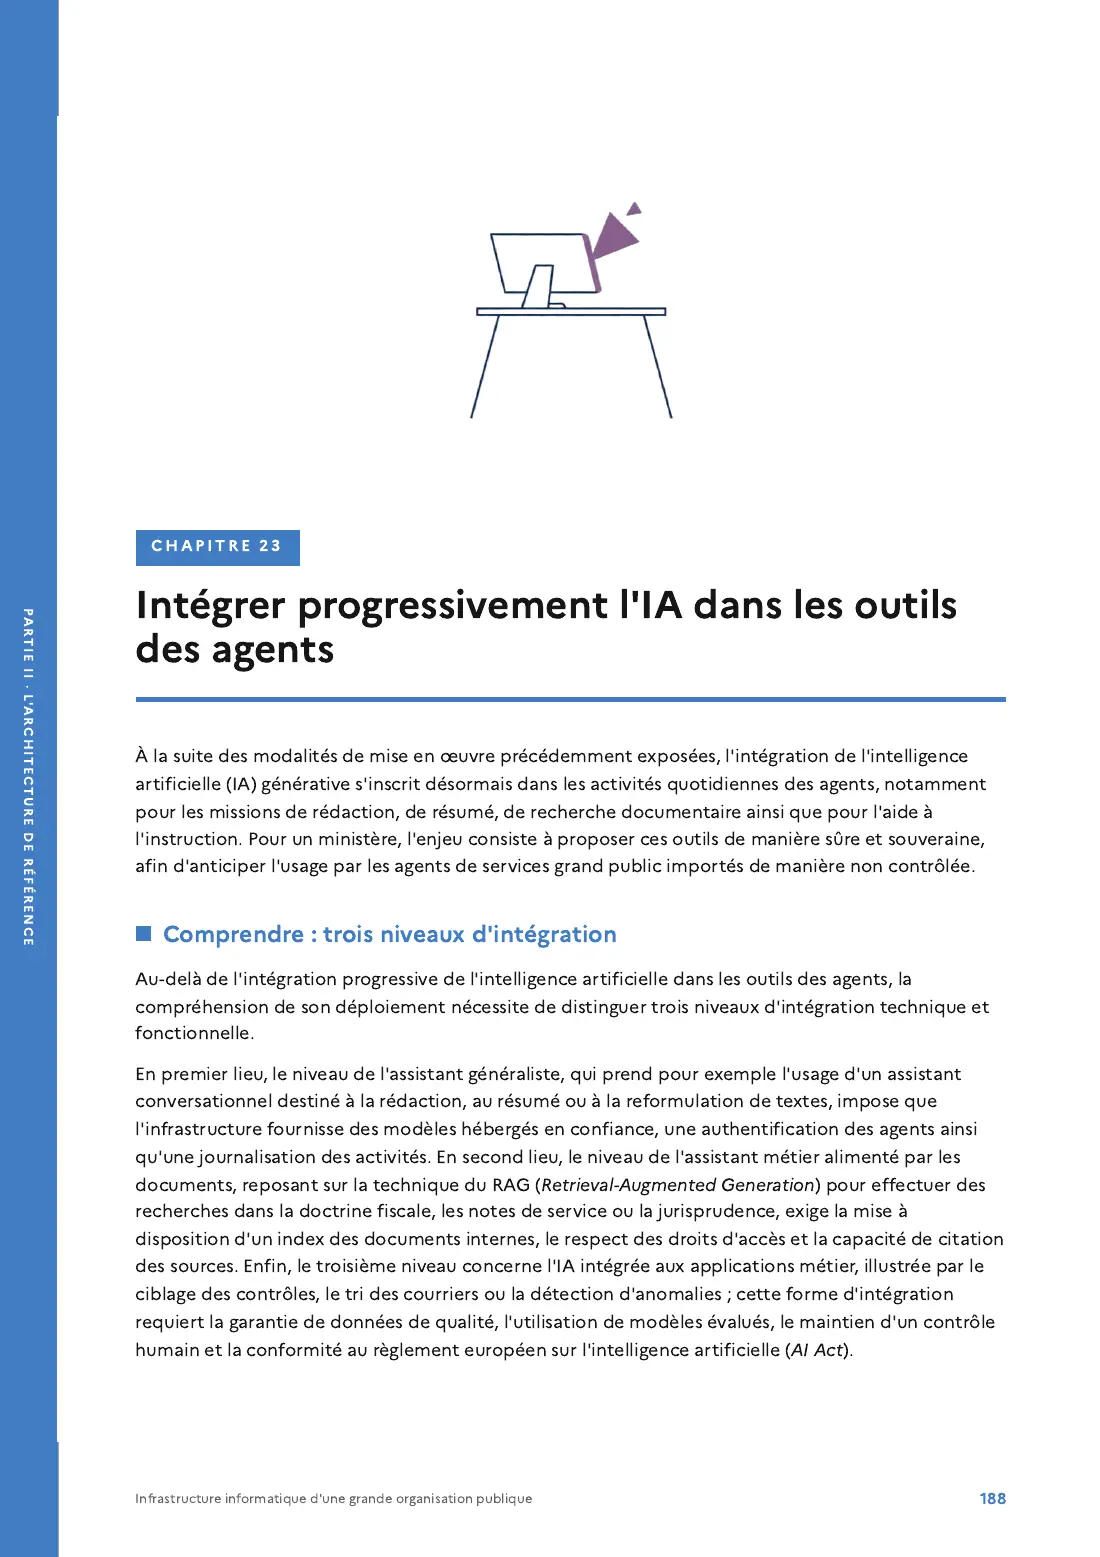 CHAPITRE 23
Intégrer progressivement l'IA dans les outils
des agents
À la suite des modalités de mise en œuvre précédemment exposées, l'intégration de l'intelligence
artificielle (IA) générative s'inscrit désormais dans les activités quotidiennes des agents, notamment
pour les missions de rédaction, de résumé, de recherche documentaire ainsi que pour l'aide à
l'instruction. Pour un ministère, l'enjeu consiste à proposer ces outils de manière sûre et souveraine,
afin d'anticiper l'usage par les agents de services grand public importés de manière non contrôlée.
Comprendre : trois niveaux d'intégration
Au-delà de l'intégration progressive de l'intelligence artificielle dans les outils des agents, la
compréhension de son déploiement nécessite de distinguer trois niveaux d'intégration technique et
fonctionnelle.
En premier lieu, le niveau de l'assistant généraliste, qui prend pour exemple l'usage d'un assistant
conversationnel destiné à la rédaction, au résumé ou à la reformulation de textes, impose que
l'infrastructure fournisse des modèles hébergés en confiance, une authentification des agents ainsi
qu'une journalisation des activités. En second lieu, le niveau de l'assistant métier alimenté par les
documents, reposant sur la technique du RAG (Retrieval-Augmented Generation) pour effectuer des
recherches dans la doctrine fiscale, les notes de service ou la jurisprudence, exige la mise à
disposition d'un index des documents internes, le respect des droits d'accès et la capacité de citation
des sources. Enfin, le troisième niveau concerne l'IA intégrée aux applications métier, illustrée par le
ciblage des contrôles, le tri des courriers ou la détection d'anomalies ; cette forme d'intégration
requiert la garantie de données de qualité, l'utilisation de modèles évalués, le maintien d'un contrôle
humain et la conformité au règlement européen sur l'intelligence artificielle (AI Act).
PARTIE II · L'ARCHITECTURE DE RÉFÉRENCE
Infrastructure informatique d'une grande organisation publique
188